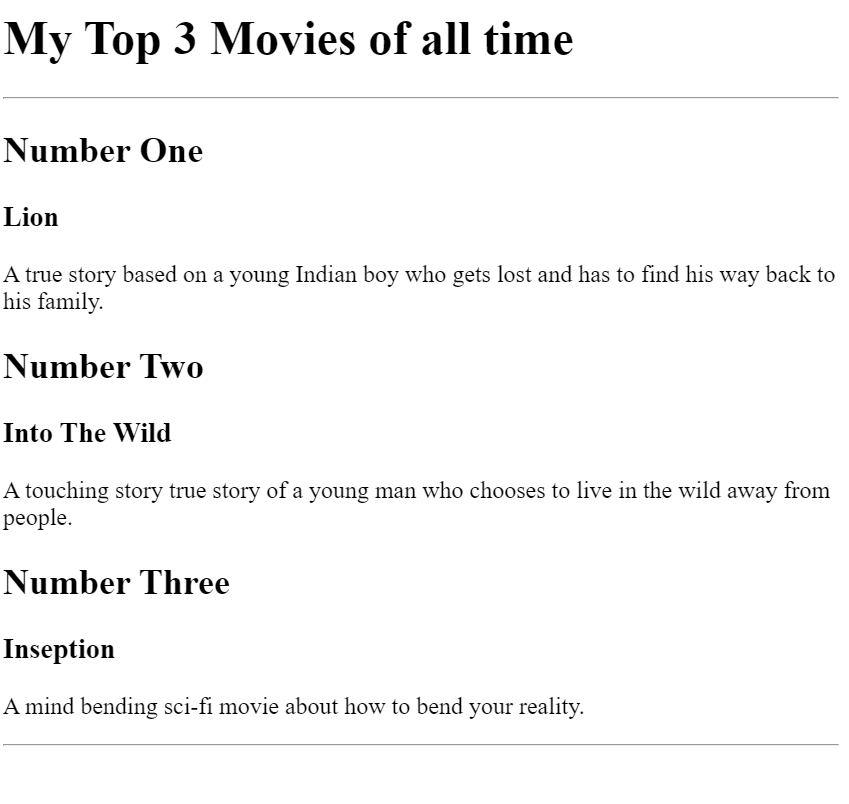 My Top 3 Movies of all time
Number One
Lion
A true story based on a young Indian boy who gets lost and has to find his way back to
his family.
Number Two
Into The Wild
A touching story true story of a young man who chooses to live in the wild away from
people.
Number Three
Inseption
A mind bending sci-fi movie about how to bend your reality.